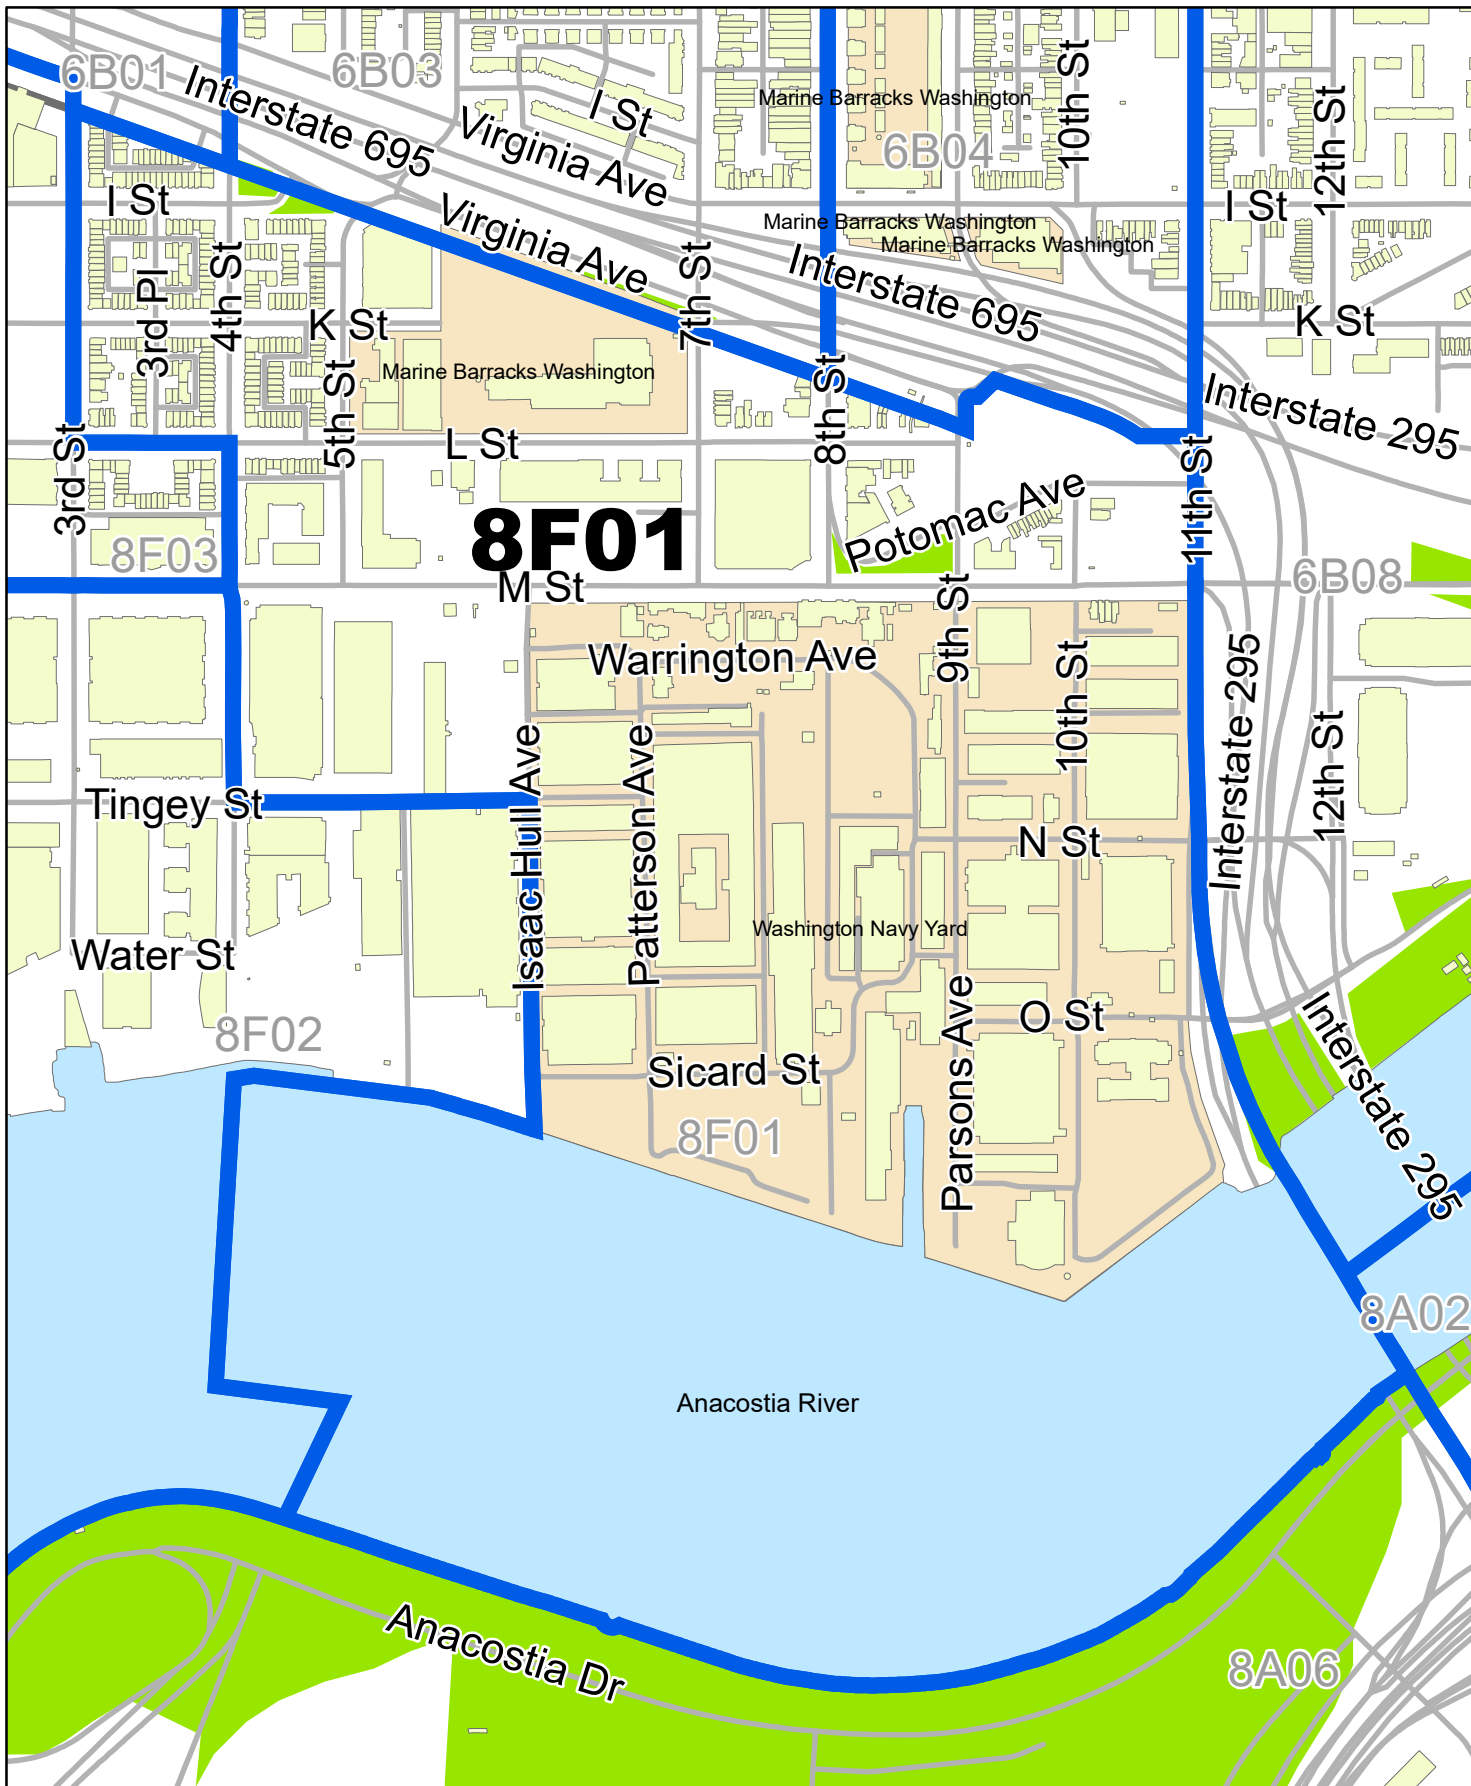 6B01
6B03
Interstate 695
Virginia Ave
I St
Marine Barracks Washington
6B04
10th St
12th St
I St
Virginia Ave
Marine Barracks Washington
Marine Barracks Washington
I St
3rd Pl
4th St
7th St
Interstate 695
K St
K St
5th St
Marine Barracks Washington
8th St
Interstate 295
3rd St
L St
11th St
Potomac Ave
8F01
8F03
M St
9th St
6B08
Warrington Ave
10th St
Interstate 295
12th St
Isaac Hull Ave
Patterson Ave
Tingey St
N St
Washington Navy Yard
Water St
Parsons Ave
O St
8F02
Sicard St
Interstate 295
8F01
8A02
Anacostia River
Anacostia Dr
8A06